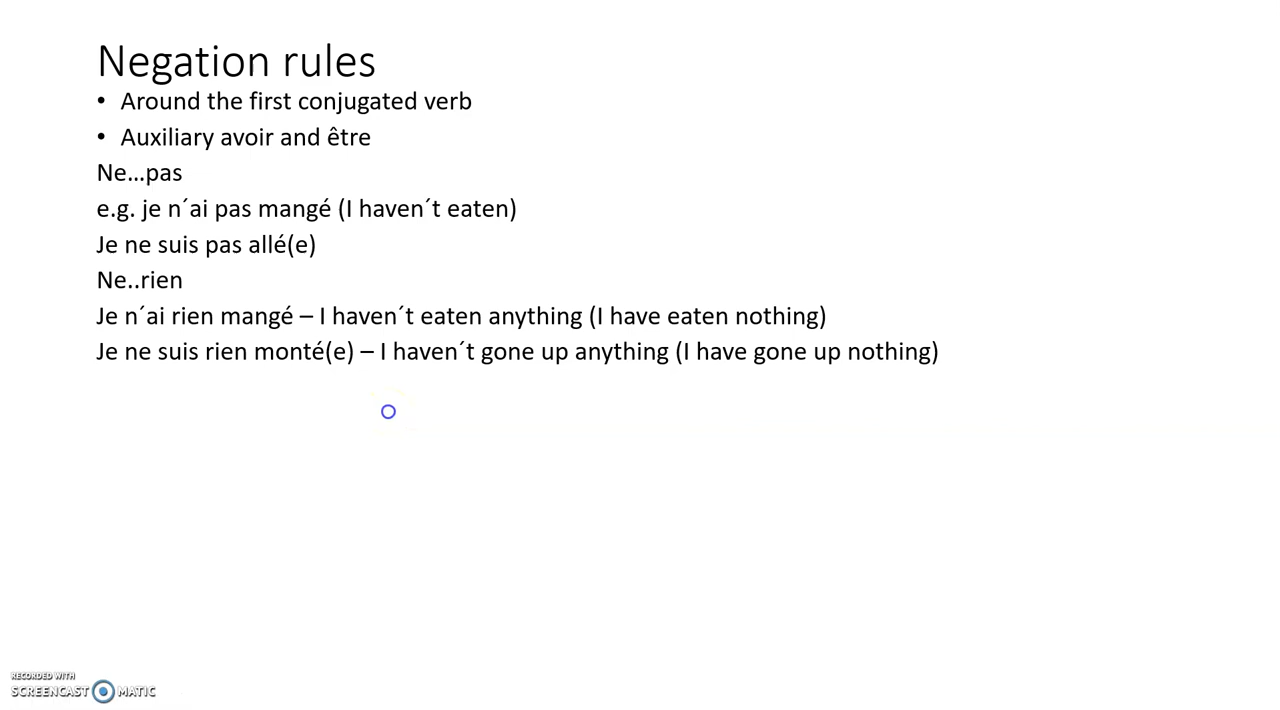 Negation rules
• Around the first conjugated verb
• Auxiliary avoir and être
Ne...pas
e.g. je n´ai pas mangé (I haven´t eaten)
Je ne suis pas allé(e)
Ne..rien
Je n´ai rien mangé – I haven´t eaten anything (I have eaten nothing)
Je ne suis rien monté(e) – I haven´t gone up anything (I have gone up nothing)
RECORDED WITH
SCREENCAST MATIC